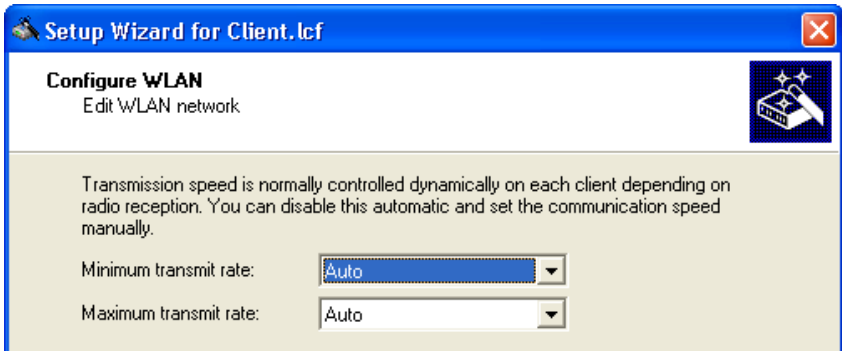 Setup Wizard for Client.lcf
Configure WLAN
Edit WLAN network
Transmission speed is normally controlled dynamically on each client depending on
radio reception. You can disable this automatic and set the communication speed
manually.
Minimum transmit rate: Auto
Maximum transmit rate: Auto